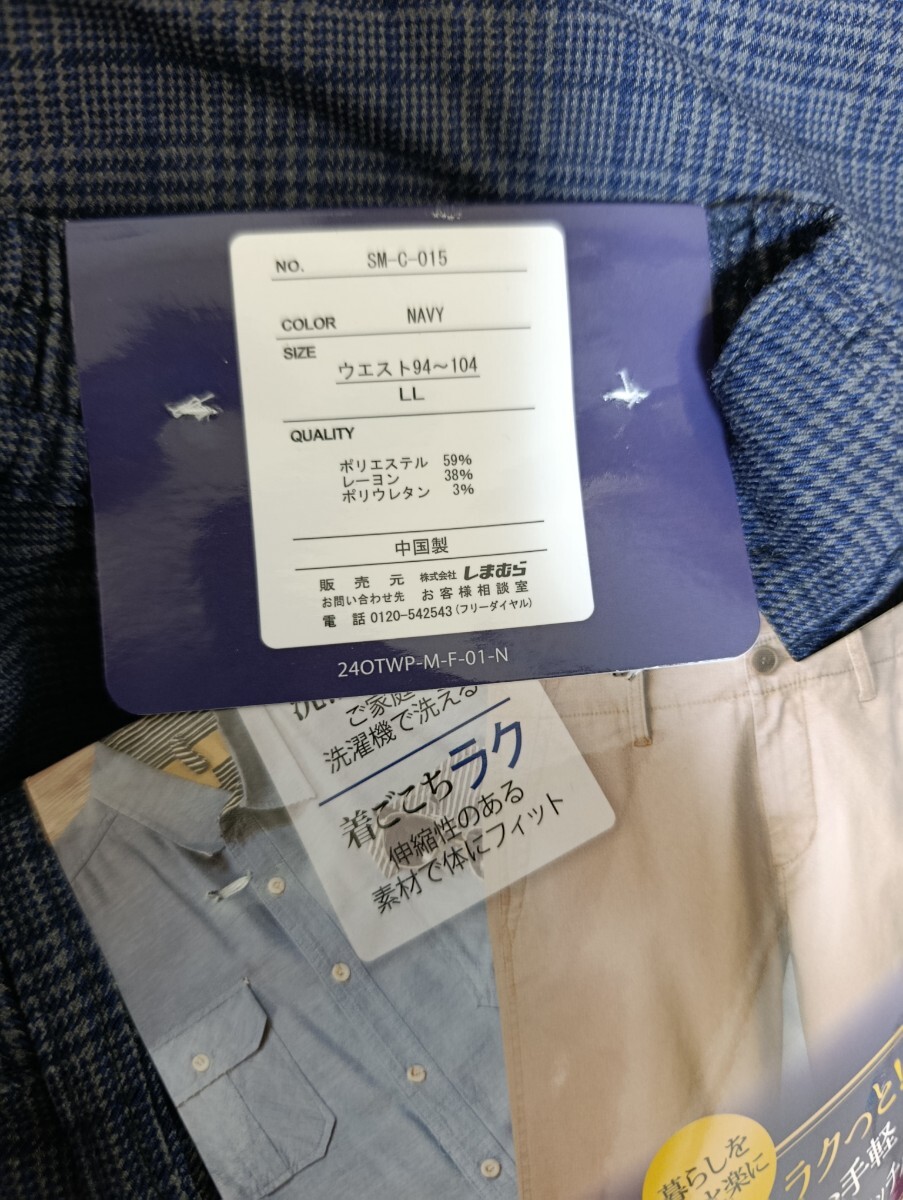 NO. SM-C-015
COLOR NAVY
SIZE
ウエスト94～104
LL
QUALITY
ポリエステル 59%
レーヨン 38%
ポリウレタン 3%
中国製
販売元 株式会社 しまむら
お問い合わせ先 お客様相談室
電話 0120-542543(フリーダイヤル)
24OTWP-M-F-01-N
ご家庭
洗濯機で洗える
着ごこちラク
伸縮性のある
素材で体にフィット
暮らしを
楽に
ラクっと!
手軽